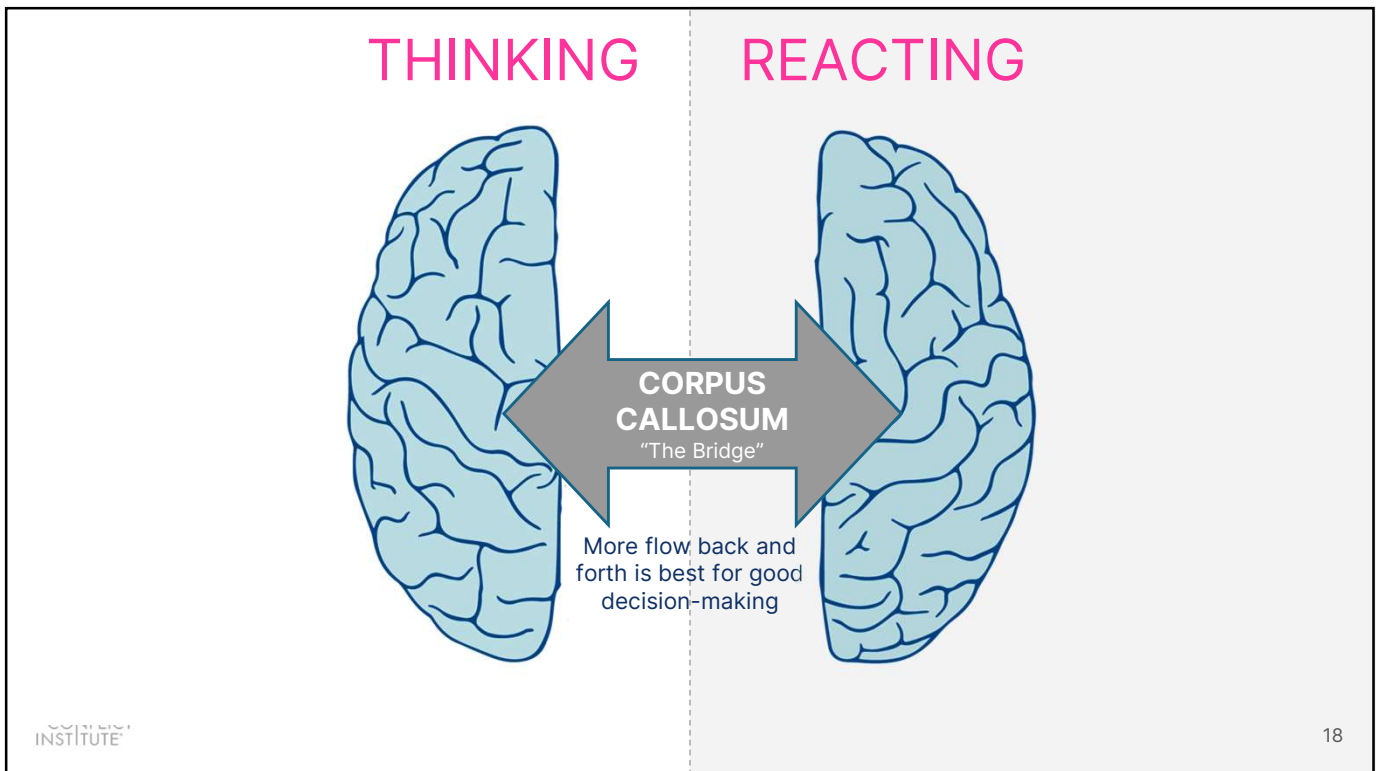 THINKING
REACTING
CORPUS
CALLOSUM
“The Bridge”
More flow back and
forth is best for good
decision-making
INSTITUTE
18